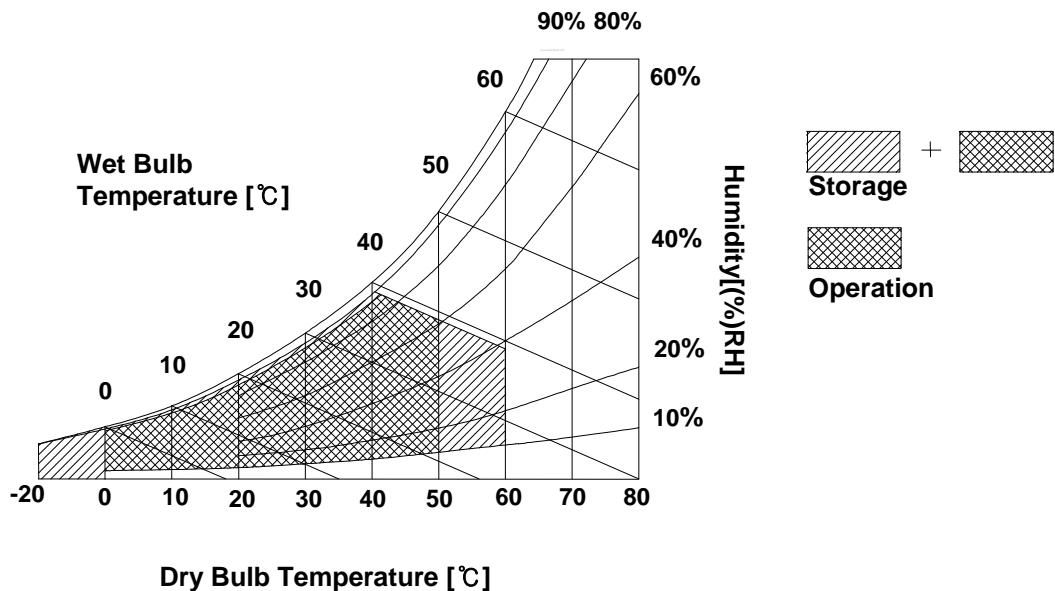 90% 80%
60
60%
50
Wet Bulb
Temperature [℃]
Storage
40
40%
Humidity[(%)RH]
30
Operation
20
20%
10
0
10%
-20 0 10 20 30 40 50 60 70 80
Dry Bulb Temperature [℃]